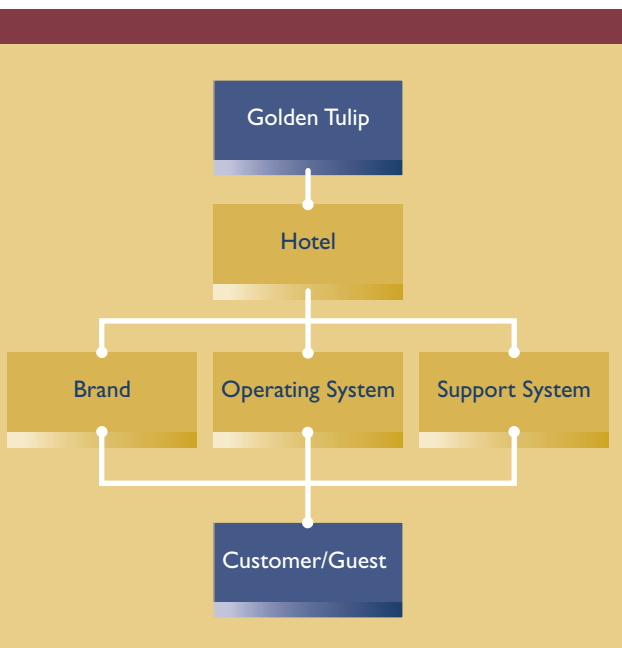 Golden Tulip
Hotel
Brand
Operating System
Support System
Customer/Guest